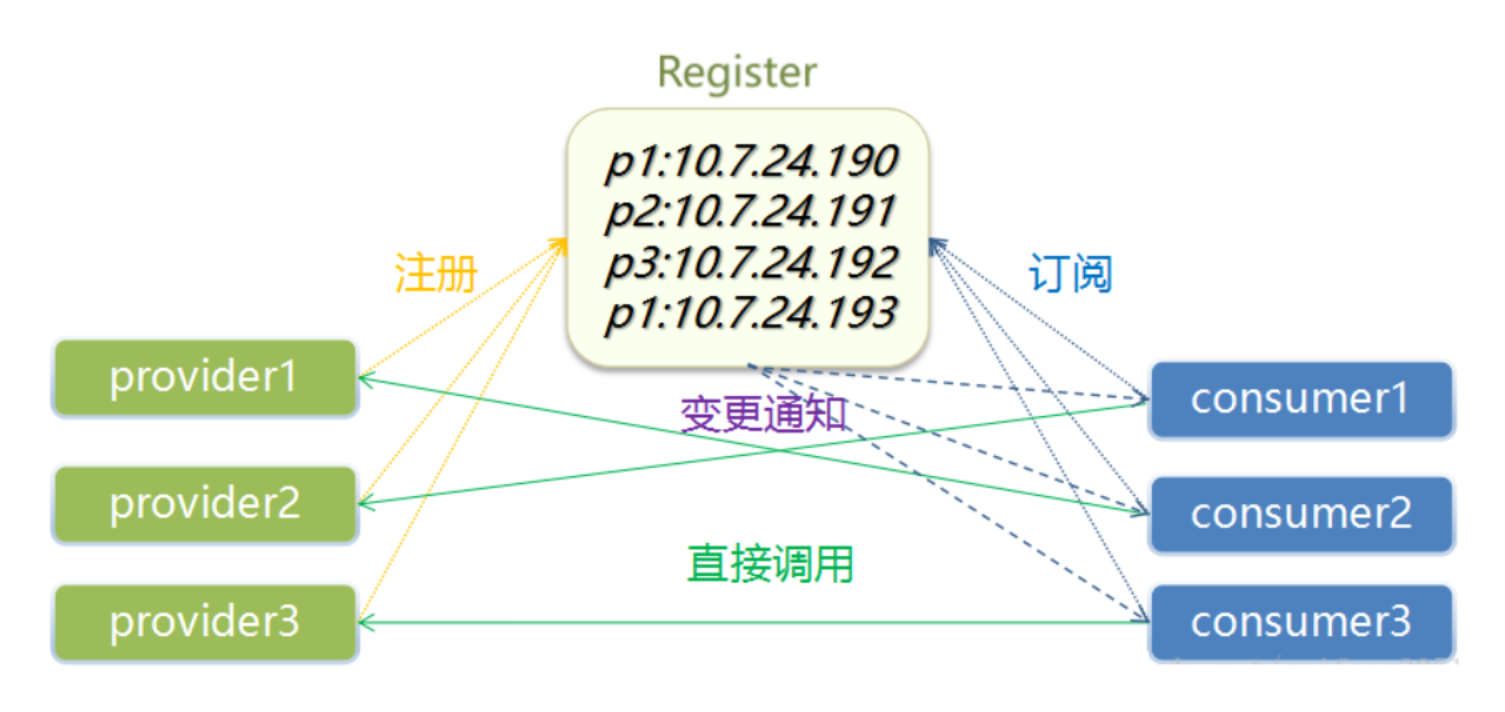 Register
p1:10.7.24.190
p2:10.7.24.191
p3:10.7.24.192
p1:10.7.24.193
注册
订阅
provider1
consumer1
变更通知
provider2
consumer2
直接调用
provider3
consumer3